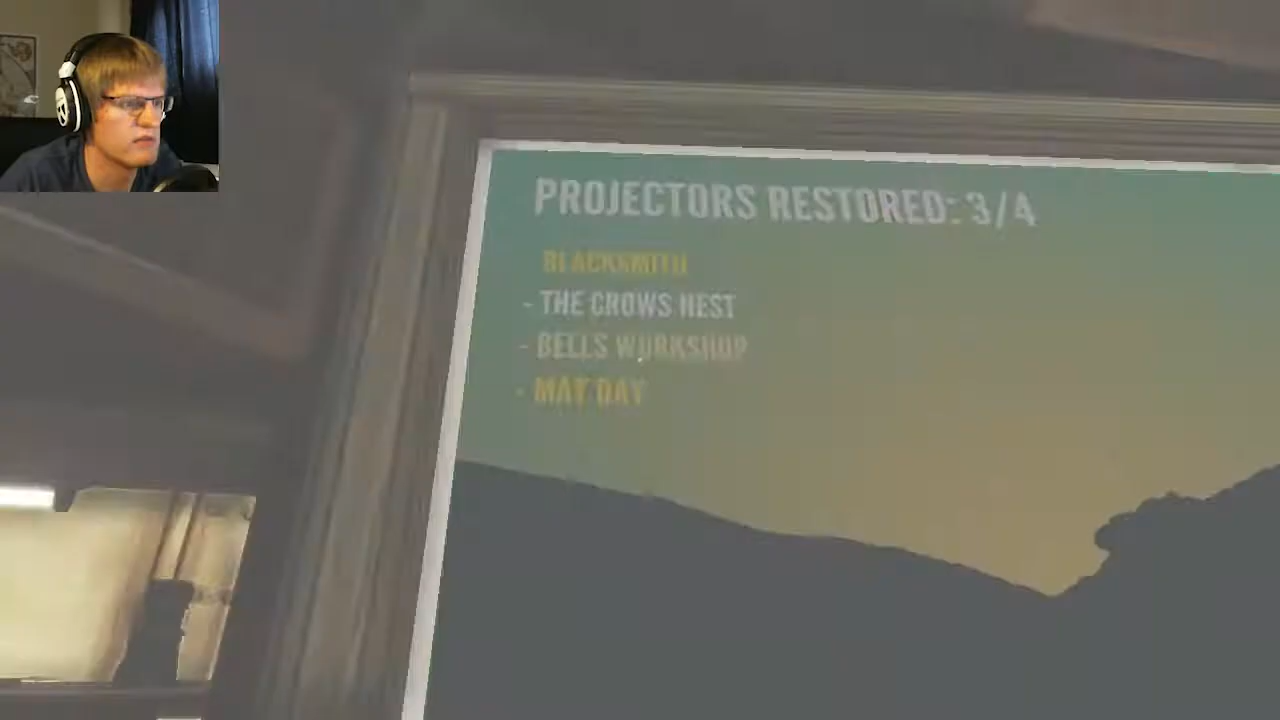 PROJECTORS RESTORED: 3/4
BLACKSMITH
- THE CROWS NEST
- BELLS WORKSHOP
- MAY DAY